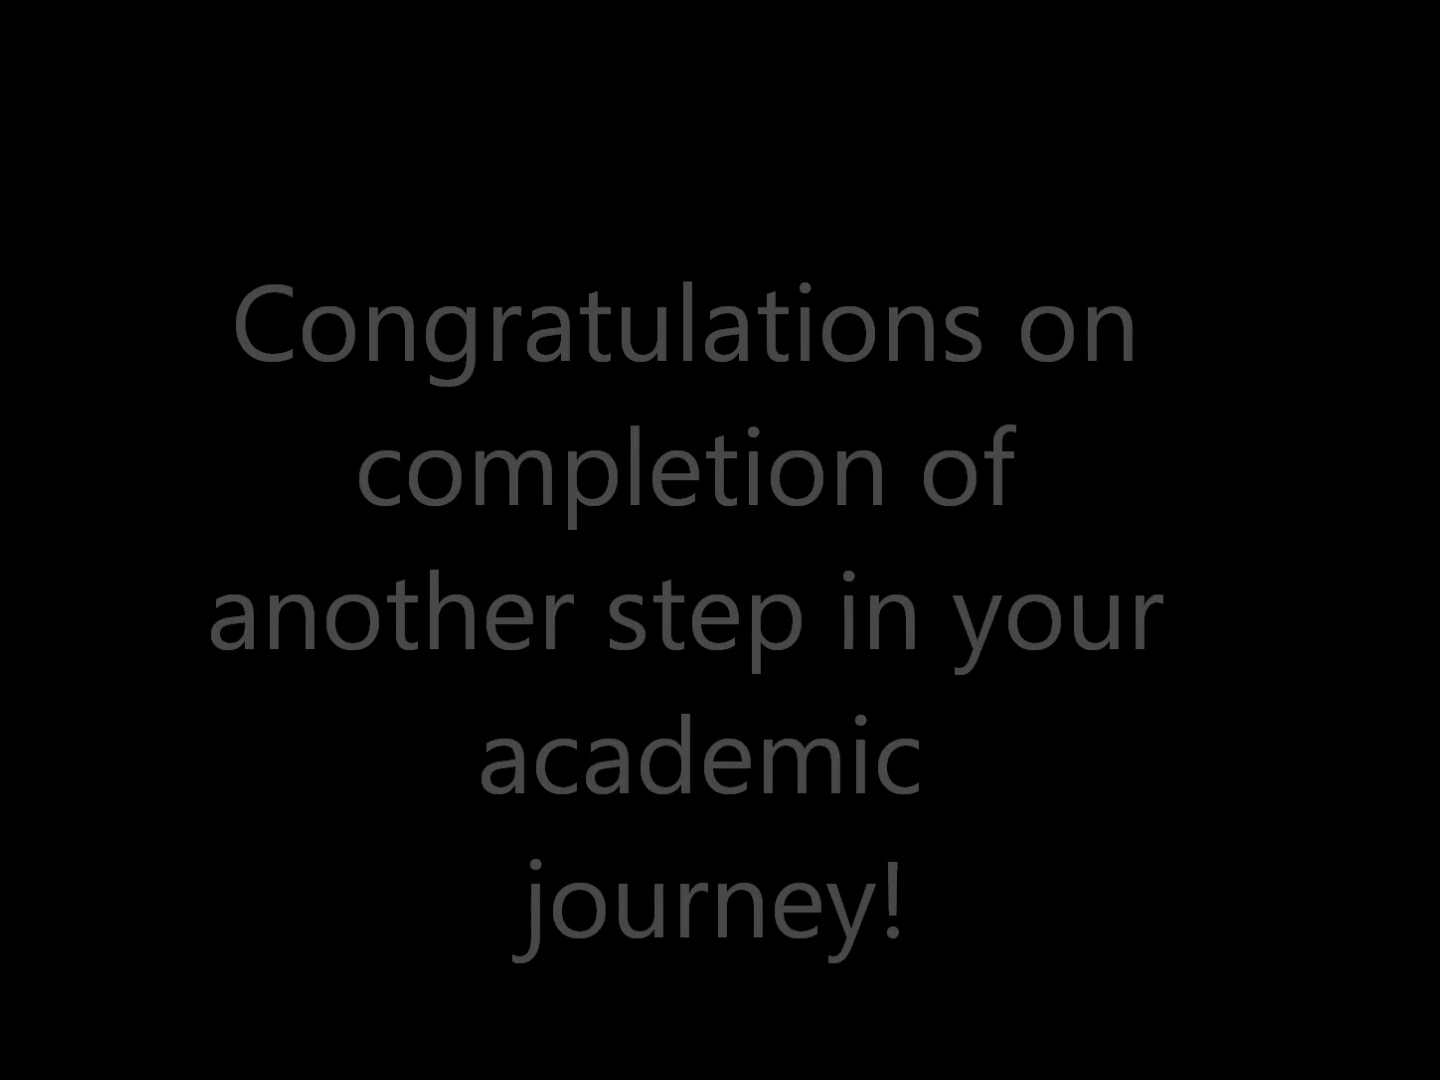 Congratulations on
completion of
another step in your
academic
journey!